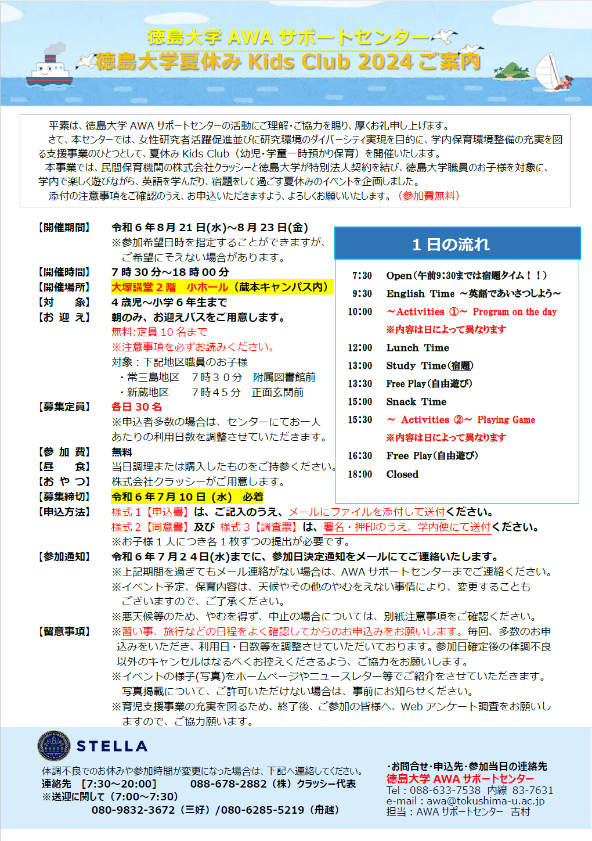 徳島大学 AWA サポートセンター
徳島大学夏休み Kids Club 2024 ご案内
平素は、徳島大学 AWA サポートセンターの活動にご理解・ご協力を賜り、厚くお礼申し上げます。
さて、本センターでは、女性研究者活躍促進並びに研究環境のダイバーシティ実現を目的に、学内保育環境整備の充実を図
る支援事業のひとつとして、夏休み Kids Club（幼児・学童一時預かり保育）を開催いたします。
本事業では、民間保育機関の株式会社クラッシーと徳島大学が特別法人契約を結び、徳島大学職員のお子様を対象に、
学内で楽しく遊びながら、英語を学んだり、宿題をして過ごす夏休みのイベントを企画しました。
添付の注意事項をご確認のうえ、お申込いただきますよう、よろしくお願いいたします。（参加費無料）
【開催期間】 令和 6 年 8 月 21 日(水)～8 月 23 日(金)
※参加希望日時を指定することができますが、
ご希望にそえない場合があります。
【開催時間】 7 時 30 分～18 時 00 分
【開催場所】 大塚講堂 2 階 小ホール（蔵本キャンパス内）
【対 象】 4 歳児～小学 6 年生まで
【お 迎 え】 朝のみ、お迎えバスをご用意します。
無料:定員 10 名まで
※注意事項を必ずお読みください。
対象：下記地区職員のお子様
・常三島地区 7時30分 附属図書館前
・新蔵地区 7時45分 正面玄関前
【募集定員】 各日 30 名
※申込者多数の場合は、センターにてお一人
あたりの利用日数を調整させていただきます。
【参 加 費】 無料
【昼 食】 当日調理または購入したものをご持参ください。
【お や つ】 株式会社クラッシーがご用意します。
【募集締切】 令和 6 年 7 月 10 日（水） 必着
【申込方法】 様式 1【申込書】は、ご記入のうえ、メールにファイルを添付して送付ください。
様式 2【同意書】及び 様式 3【調査票】は、署名・押印のうえ、学内便にて送付ください。
※お子様 1 人につき各 1 枚ずつの提出が必要です。
【参加通知】 令和 6 年 7 月 2 4 日(水)までに、参加日決定通知をメールにてご連絡いたします。
※上記期間を過ぎてもメール連絡がない場合は、AWA サポートセンターまでご連絡ください。
※イベント予定、保育内容は、天候やその他のやむをえない事情により、変更することも
ございますので、ご了承ください。
※悪天候等のため、やむを得ず、中止の場合については、別紙注意事項をご確認ください。
【留意事項】 ※習い事、旅行などの日程をよく確認してからのお申込みをお願いします。毎回、多数のお申
込みをいただき、利用日・日数等を調整させていただいております。参加日確定後の体調不良
以外のキャンセルはなるべくお控えくださるよう、ご協力をお願します。
※イベントの様子(写真)をホームページやニュースレター等でご紹介をさせていただきます。
写真掲載について、ご許可いただけない場合は、事前にお知らせください。
※育児支援事業の充実を図るため、終了後、ご参加の皆様へ、Web アンケート調査をお願いし
ますので、ご協力願います。
1 日の流れ
7:30 Open（午前9:30までは宿題タイム！！）
9:30 English Time ～英語であいさつしよう～
10:00 ～Activities ①～ Program on the day
※内容は日によって異なります
12:00 Lunch Time
13:00 Study Time（宿題）
13:30 Free Play（自由遊び）
15:00 Snack Time
15:30 ～ Activities ②～ Playing Game
※内容は日によって異なります
16:30 Free Play（自由遊び）
18:00 Closed
STELLA
体調不良でのお休みや参加時間が変更になった場合は、下記へ連絡してください。
連絡先 [7:30～20:00] 088-678-2882（株）クラッシー代表
※送迎に関して（7:00～7:30）
080-9832-3672（三好）/080-6285-5219（舟越）
・お問合せ・申込先・参加当日の連絡先
徳島大学 AWA サポートセンター
Tel：088-633-7538 内線 83-7631
e-mail：awa@tokushima-u.ac.jp
担当：AWA サポートセンター 吉村